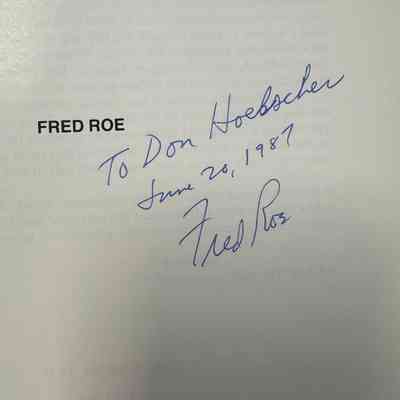 FRED ROE
To Don Hoebscher
June 20, 1987
Fred Roe